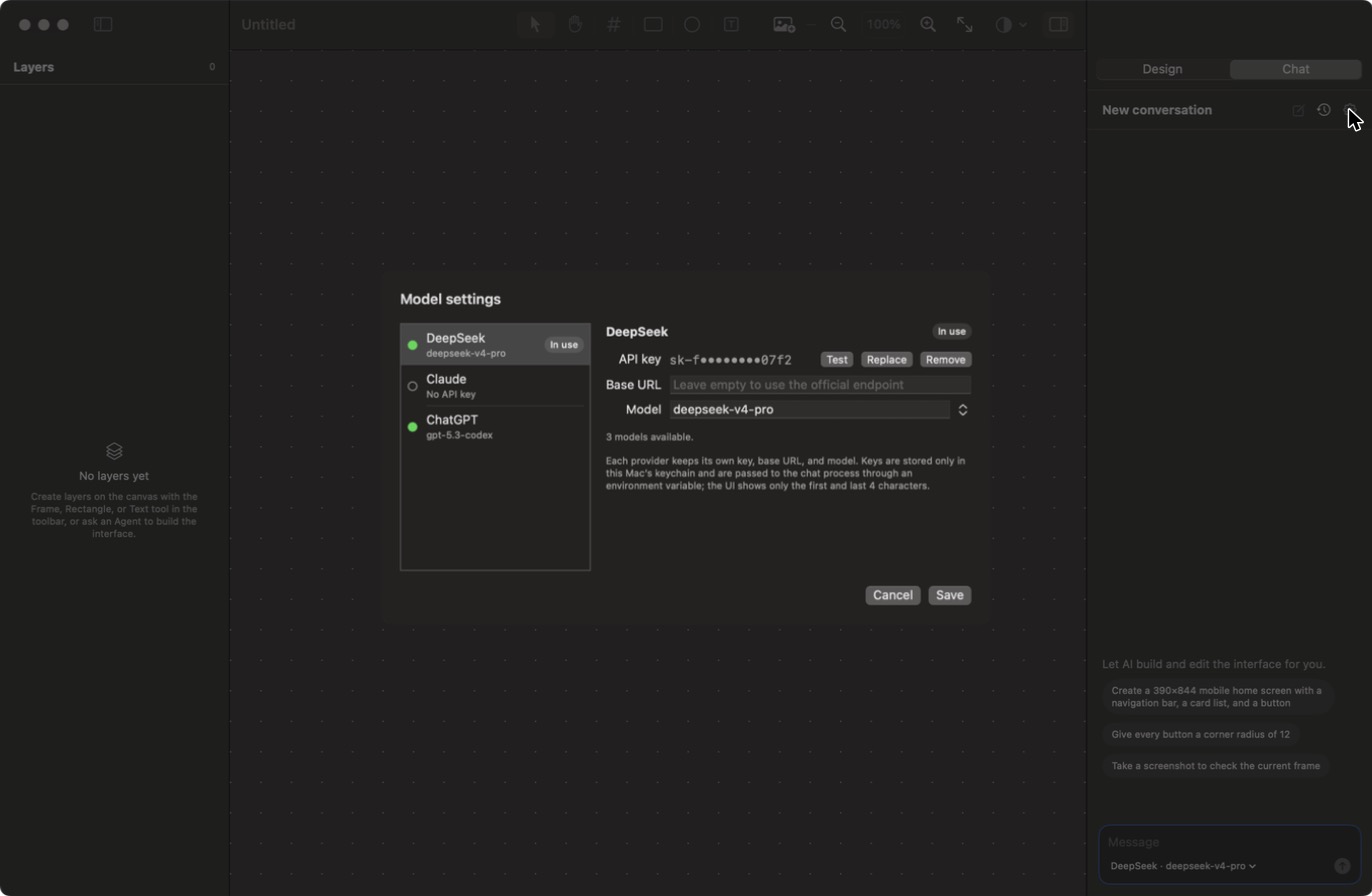 Untitled
100%
Layers
0
No layers yet
Create layers on the canvas with the
Frame, Rectangle, or Text tool in the
toolbar, or ask an Agent to build the
interface.
Model settings
DeepSeek
deepseek-v4-pro
In use
Claude
No API key
ChatGPT
gpt-5.3-codex
DeepSeek
In use
API key
sk-f●●●●●●●●07f2
Test
Replace
Remove
Base URL
Leave empty to use the official endpoint
Model
deepseek-v4-pro
3 models available.
Each provider keeps its own key, base URL, and model. Keys are stored only in
this Mac's keychain and are passed to the chat process through an
environment variable; the UI shows only the first and last 4 characters.
Cancel
Save
Design
Chat
New conversation
Let AI build and edit the interface for you.
Create a 390×844 mobile home screen with a
navigation bar, a card list, and a button
Give every button a corner radius of 12
Take a screenshot to check the current frame
Message
DeepSeek · deepseek-v4-pro